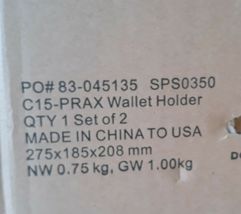 PO# 83-045135 SPS0350
C15-PRAX Wallet Holder
QTY 1 Set of 2
MADE IN CHINA TO USA
275x185x208 mm
NW 0.75 kg, GW 1.00kg